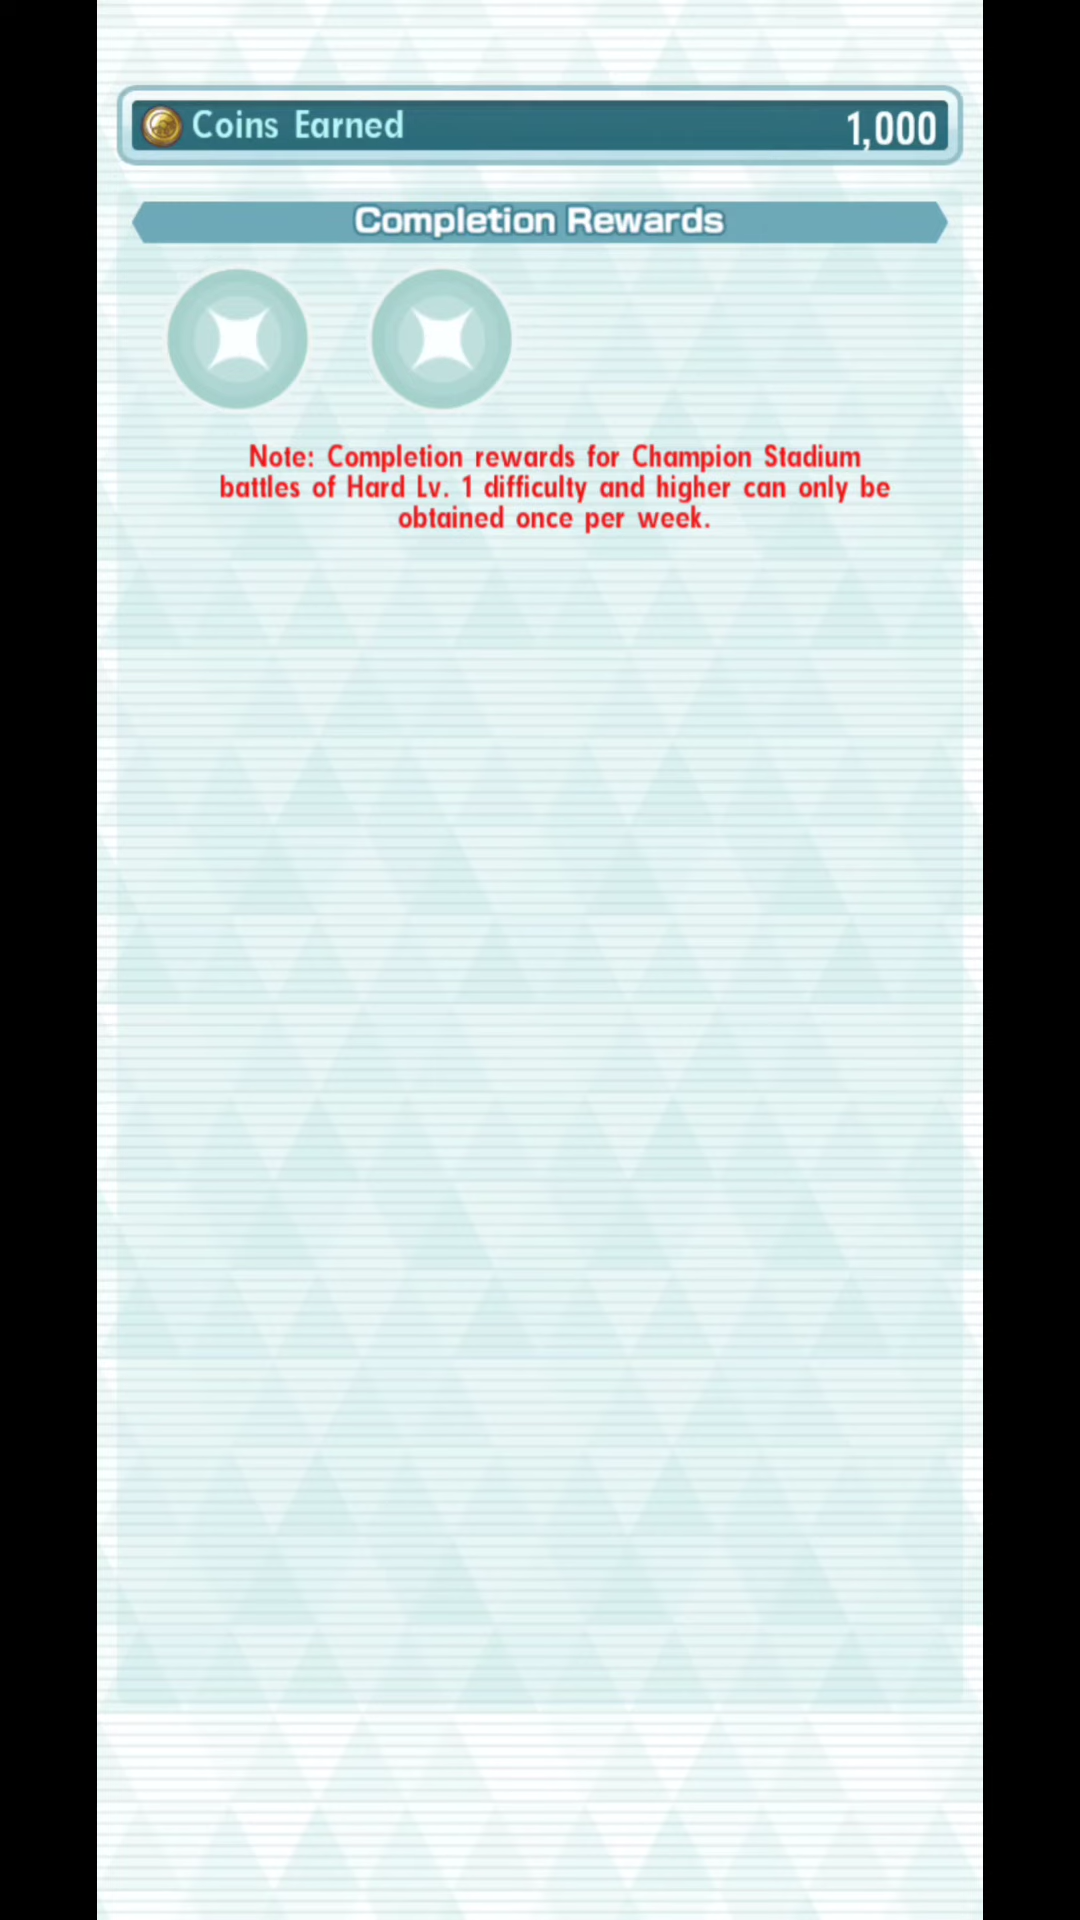 Coins Earned 1,000
Completion Rewards
Note: Completion rewards for Champion Stadium
battles of Hard Lv. 1 difficulty and higher can only be
obtained once per week.